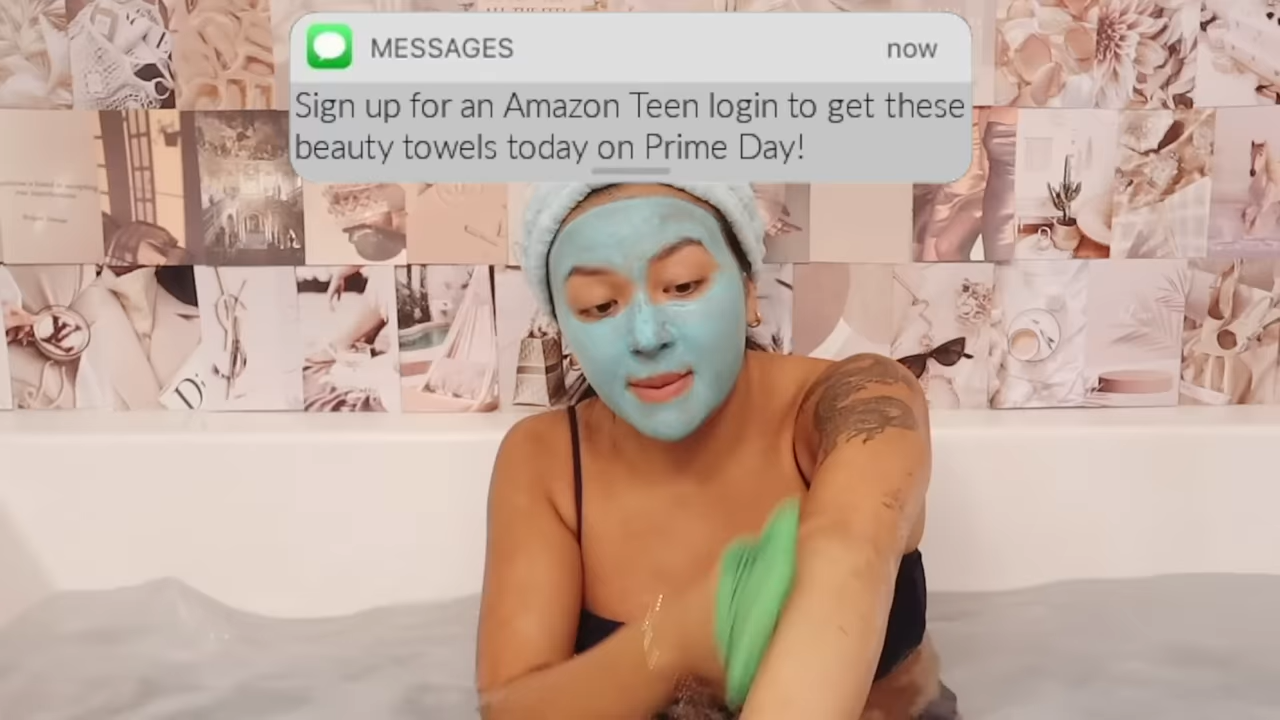 MESSAGES now
Sign up for an Amazon Teen login to get these
beauty towels today on Prime Day!